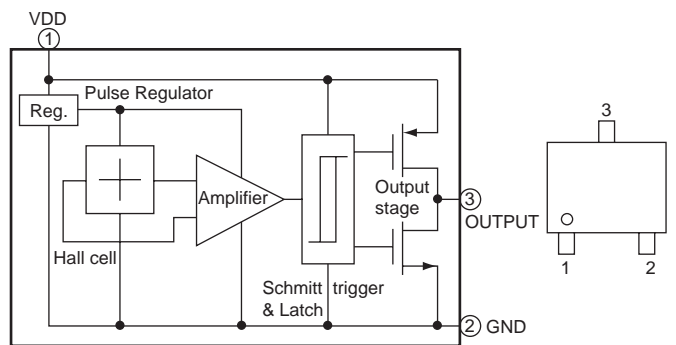 VDD
1
Reg.
Pulse Regulator
3
Amplifier
Output
stage
3
OUTPUT
Hall cell
Schmitt trigger
& Latch
2 GND
1
2